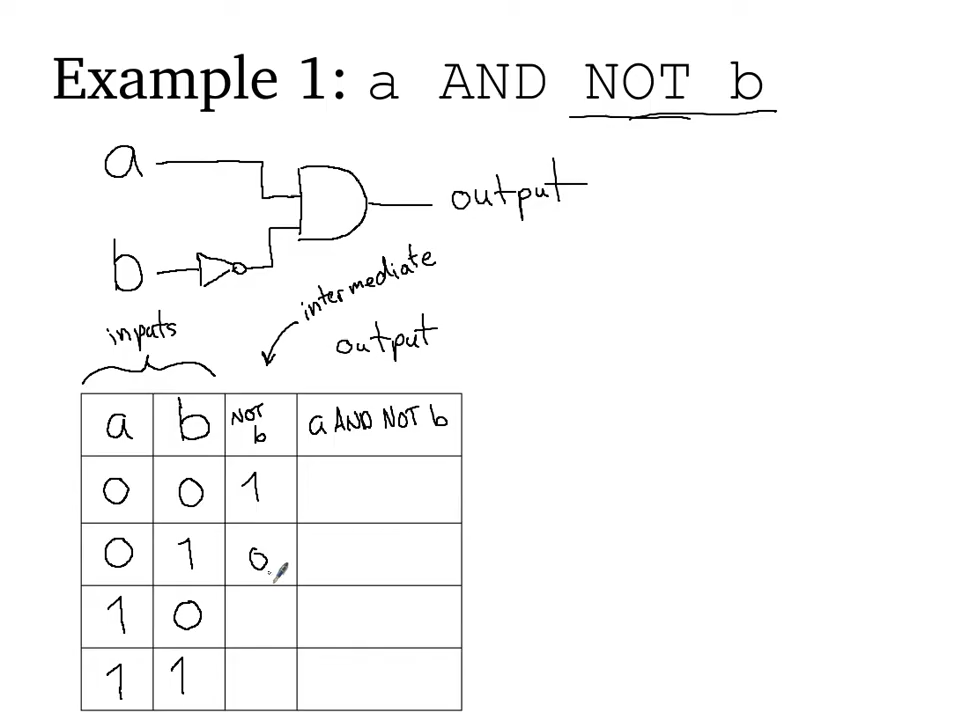 Example 1: a AND NOT b
a
output
b
intermediate
output
inputs
a b NOT b a AND NOT b
0 0 1
0 1 0
1 0
1 1